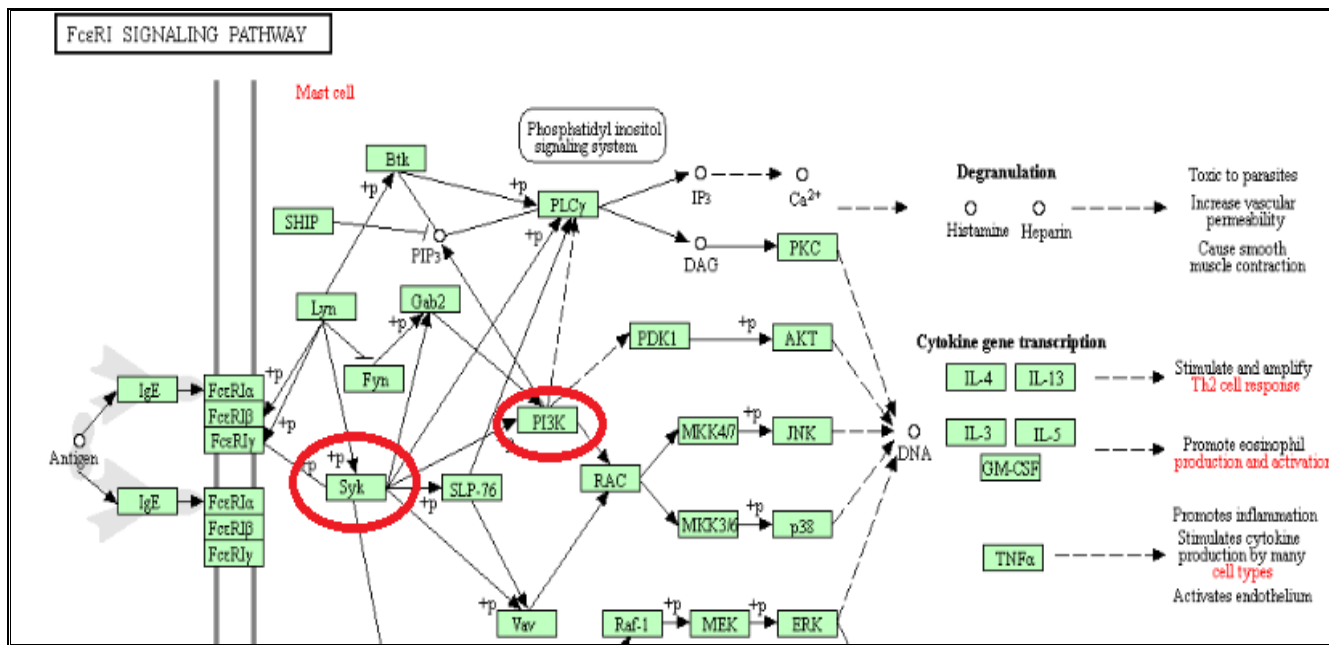 FcεRI SIGNALING PATHWAY
Mast cell
Phosphatidyl inositol
signaling system
Btk
+p
+p
PLCγ
+p
IP3
Ca2+
SHIP
PIP3
DAG
PKC
Degranulation
Histamine
Heparin
Toxic to parasites
Increase vascular
permeability
Cause smooth
muscle contraction
Lyn
Gab2
+p
Fyn
PDK1
+p
AKT
Cytokine gene transcription
IL-4
IL-13
Stimulate and amplify
Th2 cell response
IgE
+p
FcεRIα
FcεRIβ
FcεRIγ
+p
Antigen
PI3K
MKK4/7
+p
JNK
DNA
IL-3
IL-5
GM-CSF
Promote eosinophil
production and activation
+p
Syk
+p
SLP-76
RAC
IgE
FcεRIα
FcεRIβ
FcεRIγ
MKK3/6
+p
p38
Promotes inflammation
Stimulates cytokine
production by many
cell types
Activates endothelium
TNFα
+p
Vav
Raf-1
+p
MEK
+p
ERK